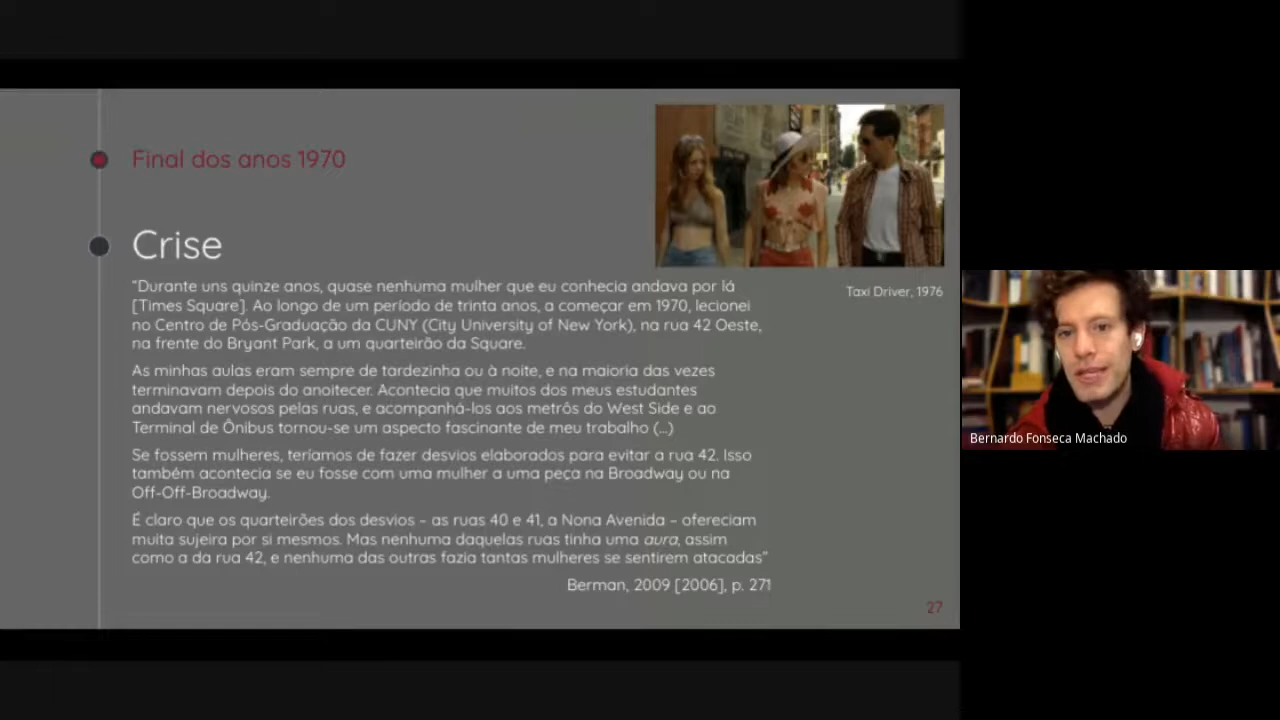 Final dos anos 1970
Crise
“Durante uns quinze anos, quase nenhuma mulher que eu conhecia andava por lá
[Times Square]. Ao longo de um período de trinta anos, a começar em 1970, lecionei
no Centro de Pós-Graduação da CUNY (City University of New York), na rua 42 Oeste,
na frente do Bryant Park, a um quarteirão da Square.
As minhas aulas eram sempre de tardezinha ou à noite, e na maioria das vezes
terminavam depois do anoitecer. Acontecia que muitos dos meus estudantes
andavam nervosos pelas ruas, e acompanhá-los aos metrôs do West Side e ao
Terminal de Ônibus tornou-se um aspecto fascinante de meu trabalho (...)
Se fossem mulheres, teríamos de fazer desvios elaborados para evitar a rua 42. Isso
também acontecia se eu fosse com uma mulher a uma peça na Broadway ou na
Off-Off-Broadway.
É claro que os quarteirões dos desvios – as ruas 40 e 41, a Nona Avenida – ofereciam
muita sujeira por si mesmos. Mas nenhuma daquelas ruas tinha uma aura, assim
como a da rua 42, e nenhuma das outras fazia tantas mulheres se sentirem atacadas”
Berman, 2009 [2006], p. 271
Taxi Driver, 1976
27
Bernardo Fonseca Machado